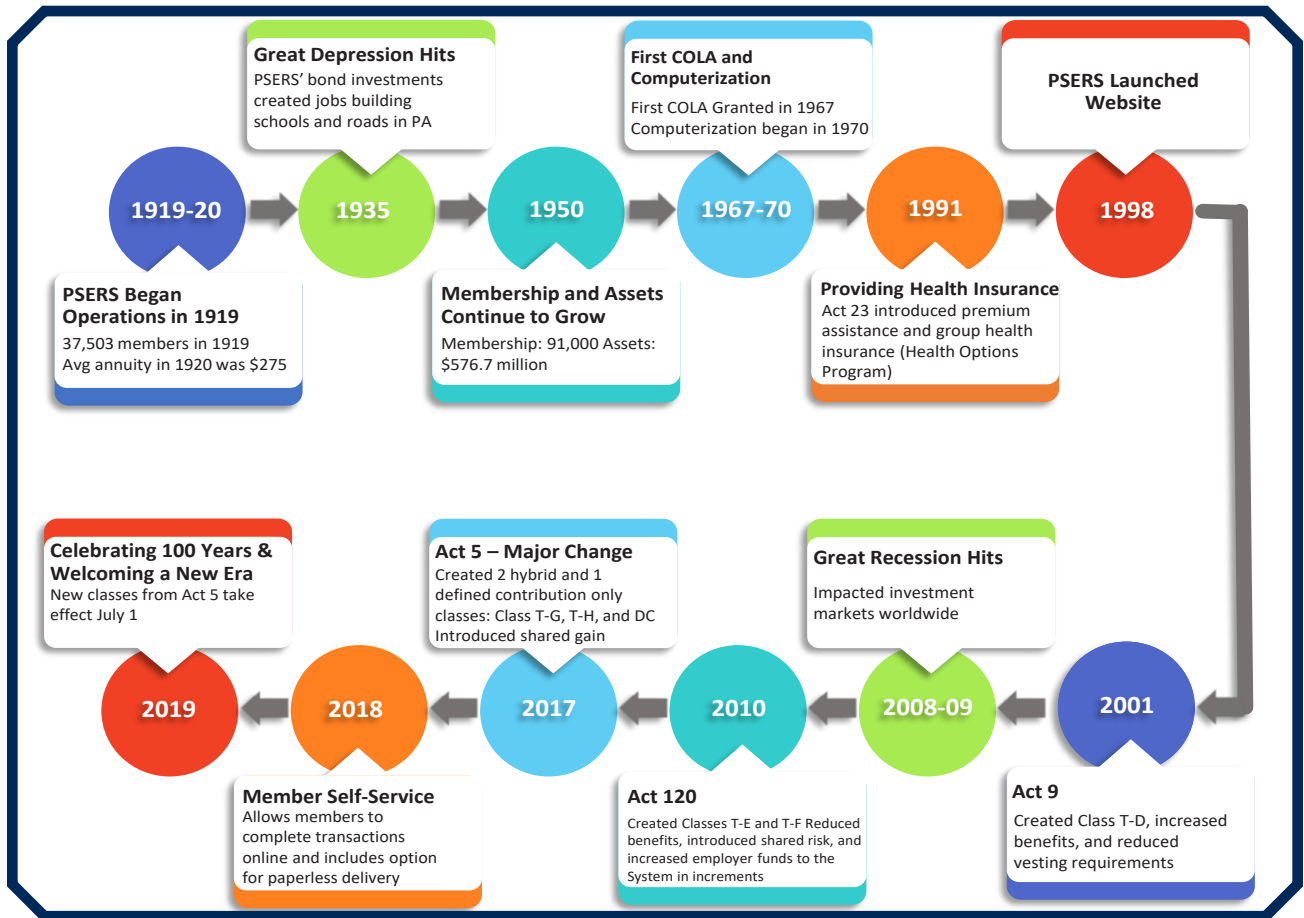 Great Depression Hits
PSERS' bond investments
created jobs building
schools and roads in PA
First COLA and
Computerization
First COLA Granted in 1967
Computerization began in 1970
PSERS Launched
Website
1919-20
1935
1950
1967-70
1991
1998
PSERS Began
Operations in 1919
37,503 members in 1919
Avg annuity in 1920 was $275
Membership and Assets
Continue to Grow
Membership: 91,000 Assets:
$576.7 million
Providing Health Insurance
Act 23 introduced premium
assistance and group health
insurance (Health Options
Program)
Celebrating 100 Years &
Welcoming a New Era
New classes from Act 5 take
effect July 1
Act 5 – Major Change
Created 2 hybrid and 1
defined contribution only
classes: Class T-G, T-H, and DC
Introduced shared gain
Great Recession Hits
Impacted investment
markets worldwide
2019
2018
2017
2010
2008-09
2001
Member Self-Service
Allows members to
complete transactions
online and includes option
for paperless delivery
Act 120
Created Classes T-E and T-F Reduced
benefits, introduced shared risk, and
increased employer funds to the
System in increments
Act 9
Created Class T-D, increased
benefits, and reduced
vesting requirements